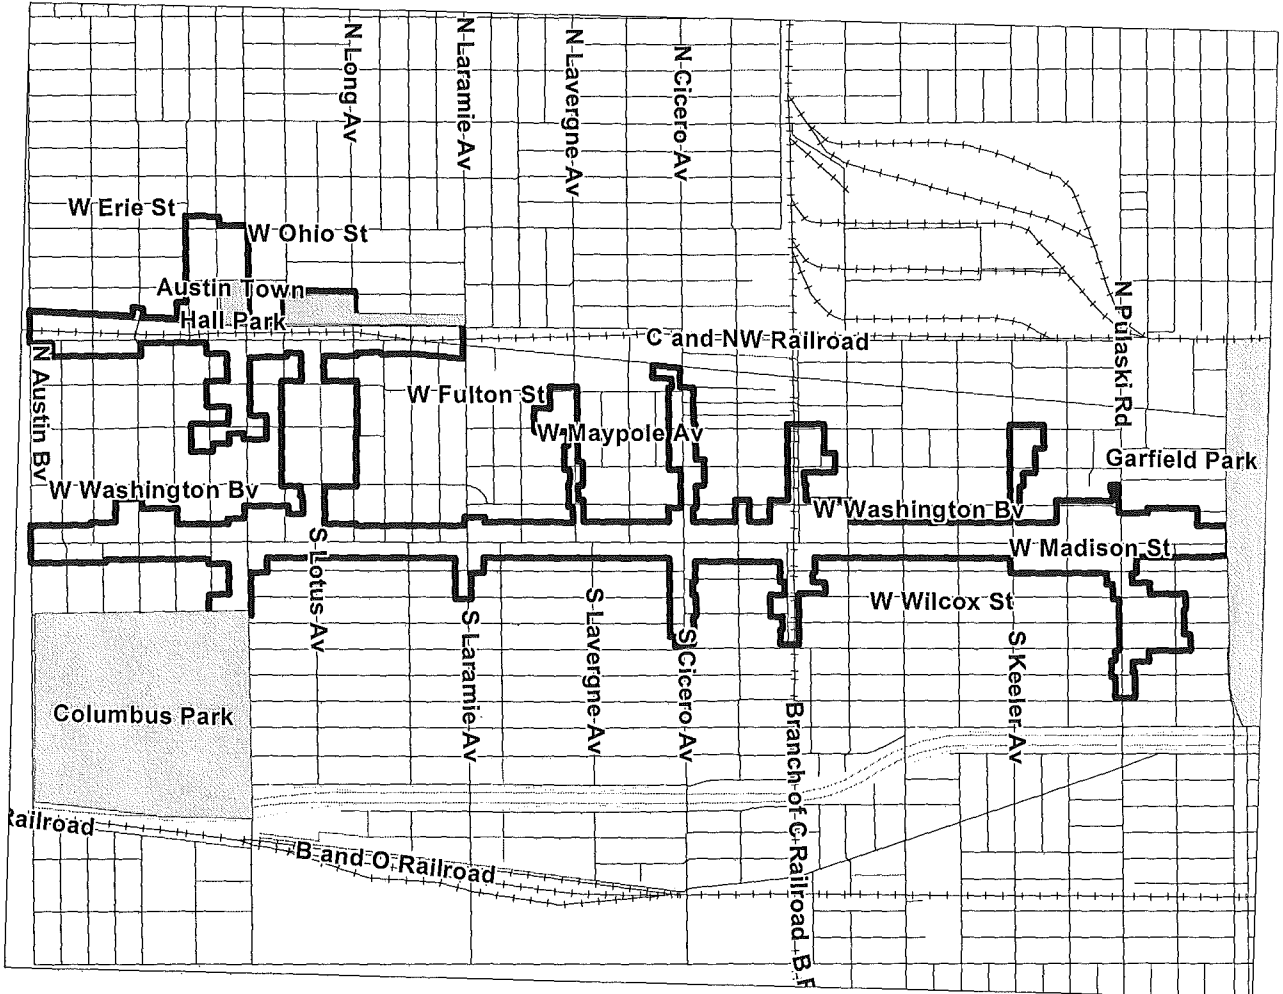 N Long Av
N Laramie Av
N Lavergne Av
N Cicero Av
W Erie St
W Ohio St
Austin Town
Hall Park
C and NW Railroad
N Pulaski Rd
N Austin Bv
W Fulton St
W Maypole Av
Garfield Park
W Washington Bv
W Washington Bv
W Madison St
S Lotus Av
W Wilcox St
S Laramie Av
S Lavergne Av
S Cicero Av
S Keeler Av
Columbus Park
Branch of C Railroad
Railroad
B and O Railroad